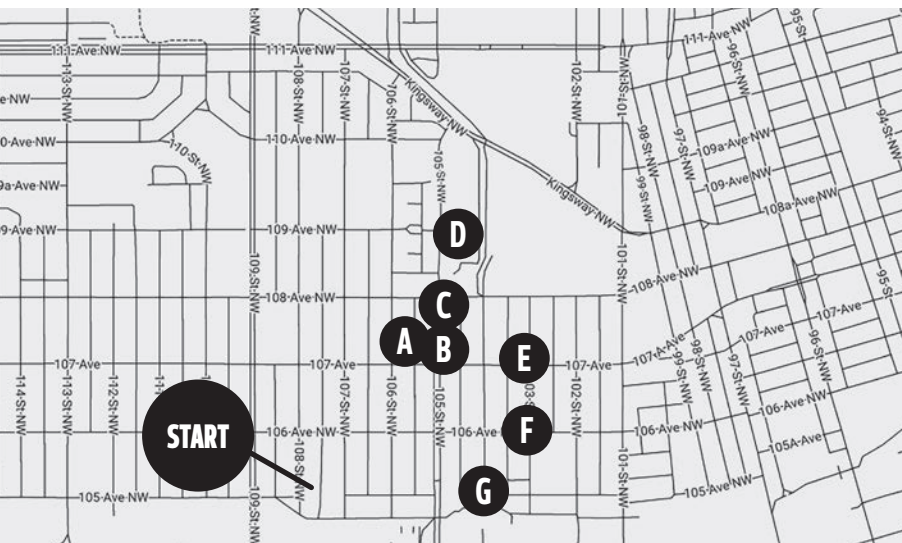 111 Ave NW
111 Ave NW
111-Ave NW
95-St
113-St-NW
108-St-NW
107-St-NW
106-St-NW
102-St-NW
101-St-NW
96-St-NW
e NW
Kingsway NW
110-Ave NW
0-Ave NW
110-St-NW
98-St-NW
97-St-NW
109a-Ave NW
94-St-NW
9a-Ave NW
105 St NW
Kingsway NW
99-St-NW
109-Ave NW
108a-Ave NW
09-Ave NW
109-Ave NW
D
109-St-NW
101-St-NW
108-Ave NW
95-St
108-Ave NW
C
107-Ave
107-Ave
A
B
E
107-A-Ave
96-St-NW
107-Ave
107-Ave
107-Ave
99-St-NW
98-St-NW
97-St-NW
114-St-NW
113-St-NW
112-St-NW
107-St-NW
106-St-NW
105-St-NW
03-S
102-St-NW
106-Ave NW
START
106-Ave NW
106-Ave
F
106-Ave NW
105A-Ave
108-St-NW
101-St-NW
G
105-Ave NW
105 Ave NW
109-St-NW